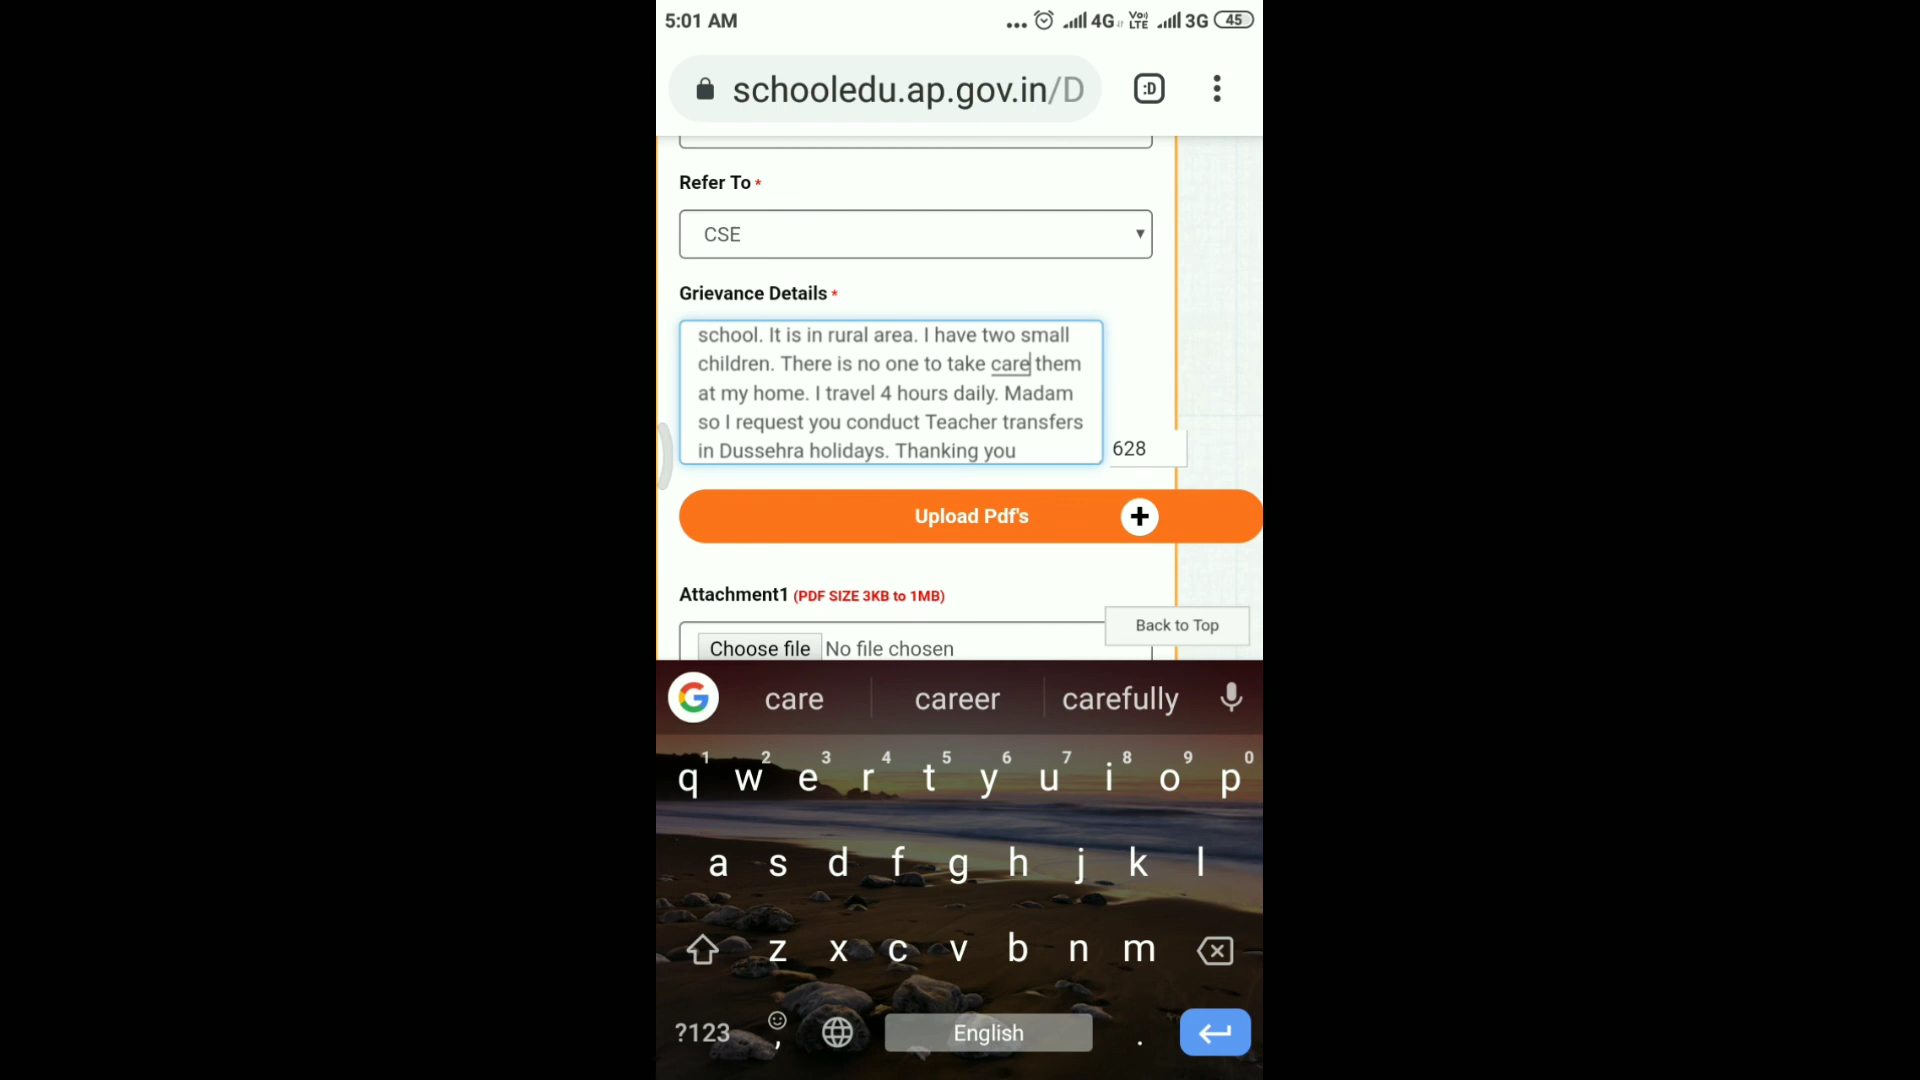 5:01 AM ... 4G Vo) LTE 3G 45
schooledu.ap.gov.in/D :D
Refer To *
CSE
Grievance Details *
school. It is in rural area. I have two small
children. There is no one to take care them
at my home. I travel 4 hours daily. Madam
so I request you conduct Teacher transfers
in Dussehra holidays. Thanking you
628
Upload Pdf's +
Attachment1 (PDF SIZE 3KB to 1MB)
Back to Top
Choose file No file chosen
G care career carefully
1 2 3 4 5 6 7 8 9 0
q w e r t y u i o p
a s d f g h j k l
z x c v b n m
?123 , English .